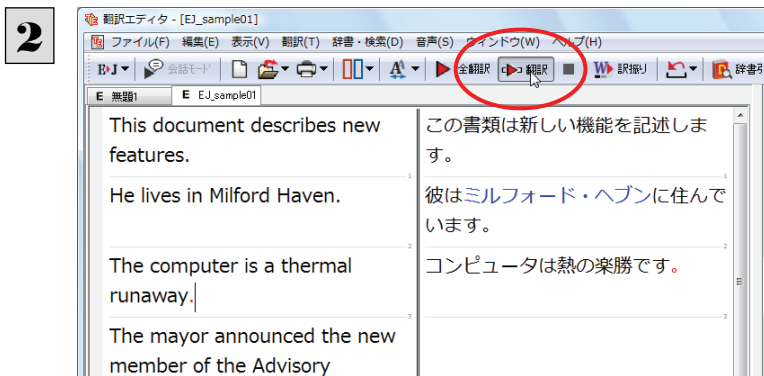 2
翻訳エディタ - [EJ_sample01]
ファイル(F) 編集(E) 表示(V) 翻訳(T) 辞書・検索(D) 音声(S) ウィンドウ(W) ヘルプ(H)
E▸J 会話モード 全翻訳 翻訳 訳振り 辞書引
E 無題1 E EJ_sample01
This document describes new
features.
この書類は新しい機能を記述しま
す。
1 1
He lives in Milford Haven.
彼はミルフォード・ヘブンに住んで
います。
2 2
The computer is a thermal
runaway.
コンピュータは熱の楽勝です。
3 3
The mayor announced the new
member of the Advisory